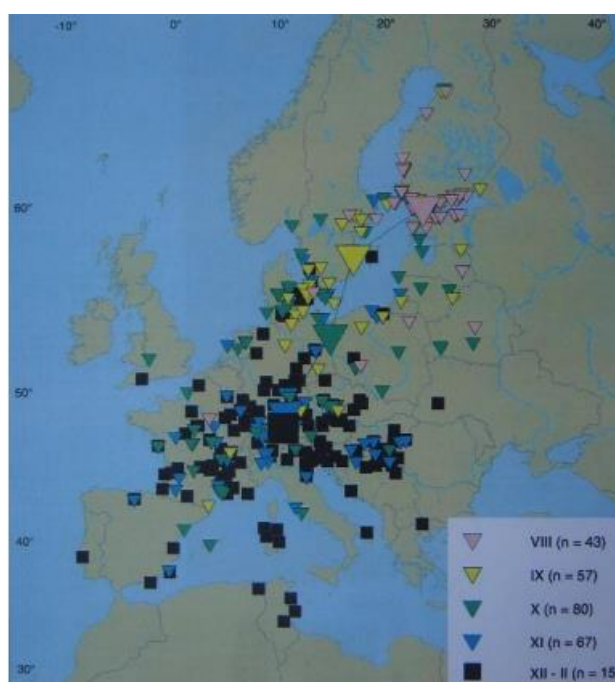 -10° 0° 10° 20° 30° 40°
60°
50°
40°
30°
VIII (n = 43)
IX (n = 57)
X (n = 80)
XI (n = 67)
XII - II (n = 15